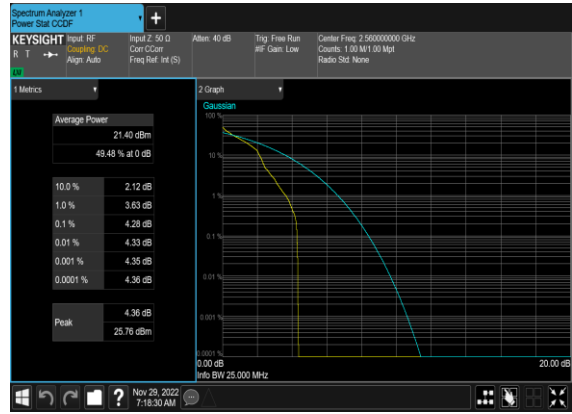 Spectrum Analyzer 1
Power Stat CCDF
KEYSIGHT
R T
LXI
Input: RF
Coupling: DC
Align: Auto
Input Z: 50 Ω
Corr CCorr
Freq Ref: Int (S)
Atten: 40 dB
Trig: Free Run
#IF Gain: Low
Center Freq: 2.560000000 GHz
Counts: 1.00 M/1.00 Mpt
Radio Std: None
1 Metrics
Average Power
21.40 dBm
49.48 % at 0 dB
10.0 % 2.12 dB
1.0 % 3.63 dB
0.1 % 4.28 dB
0.01 % 4.33 dB
0.001 % 4.35 dB
0.0001 % 4.36 dB
Peak
4.36 dB
25.76 dBm
2 Graph
Gaussian
100 %
10 %
1 %
0.1 %
0.01 %
0.001 %
0.0001 %
0.00 dB 20.00 dB
Info BW 25.000 MHz
?
Nov 29, 2022
7:18:30 AM